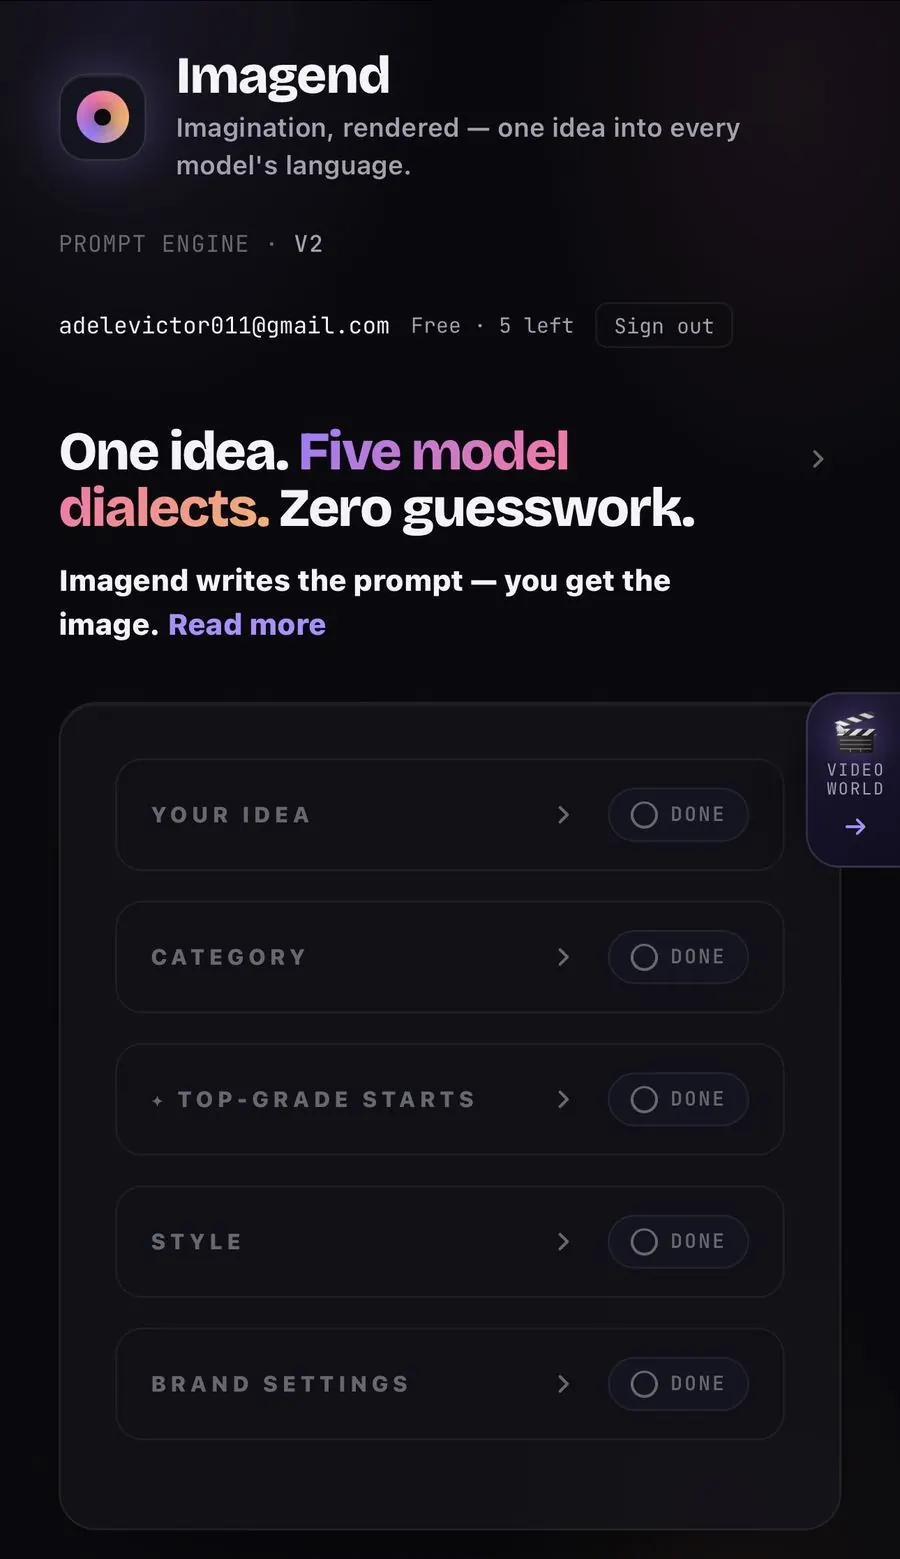 Imagend
Imagination, rendered — one idea into every
model's language.
PROMPT ENGINE · V2
adelevictor011@gmail.com Free · 5 left Sign out
One idea. Five model
dialects. Zero guesswork.
Imagend writes the prompt — you get the
image. Read more
VIDEO
WORLD
YOUR IDEA DONE
CATEGORY DONE
TOP-GRADE STARTS DONE
STYLE DONE
BRAND SETTINGS DONE